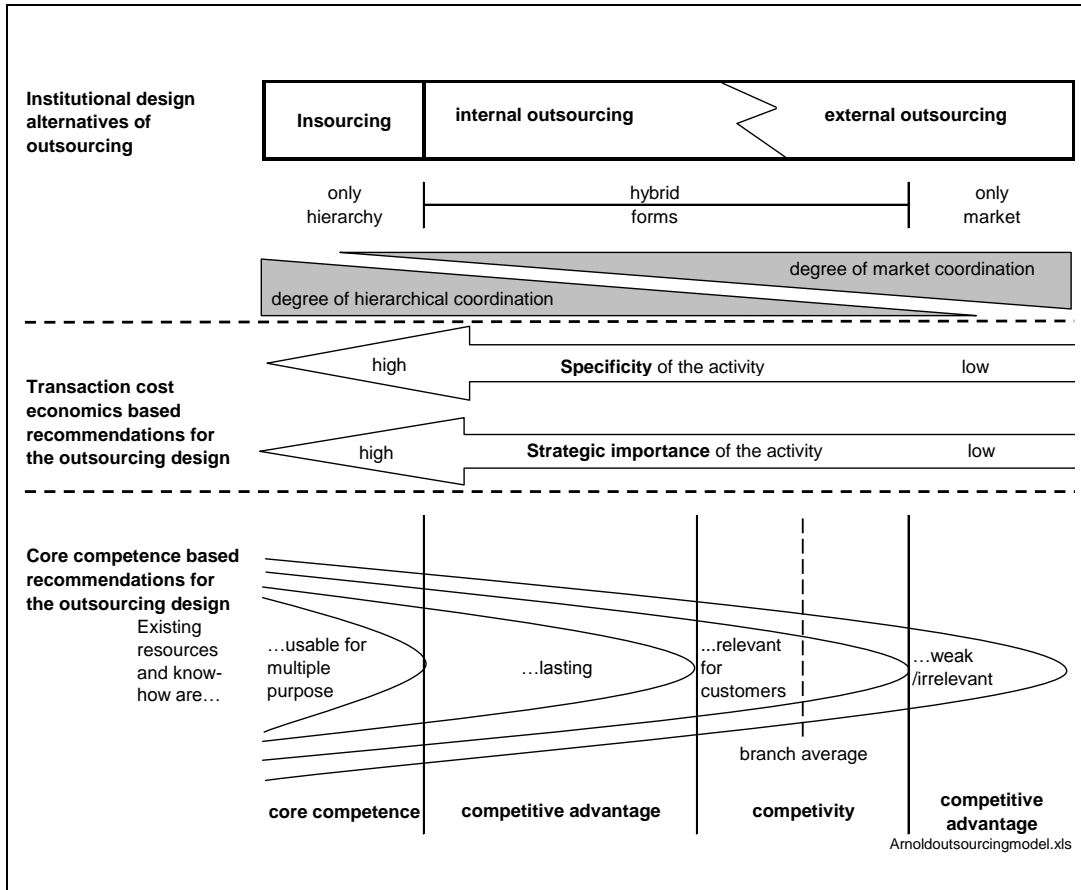 Institutional design
alternatives of
outsourcing
Insourcing
internal outsourcing
external outsourcing
only
hierarchy
hybrid
forms
only
market
degree of market coordination
degree of hierarchical coordination
Transaction cost
economics based
recommendations for
the outsourcing design
high
Specificity of the activity
low
high
Strategic importance of the activity
low
Core competence based
recommendations for
the outsourcing design
Existing
resources
and know-
how are…
…usable for
multiple
purpose
…lasting
...relevant
for
customers
…weak
/irrelevant
branch average
core competence
competitive advantage
competivity
competitive
advantage
Arnoldoutsourcingmodel.xls